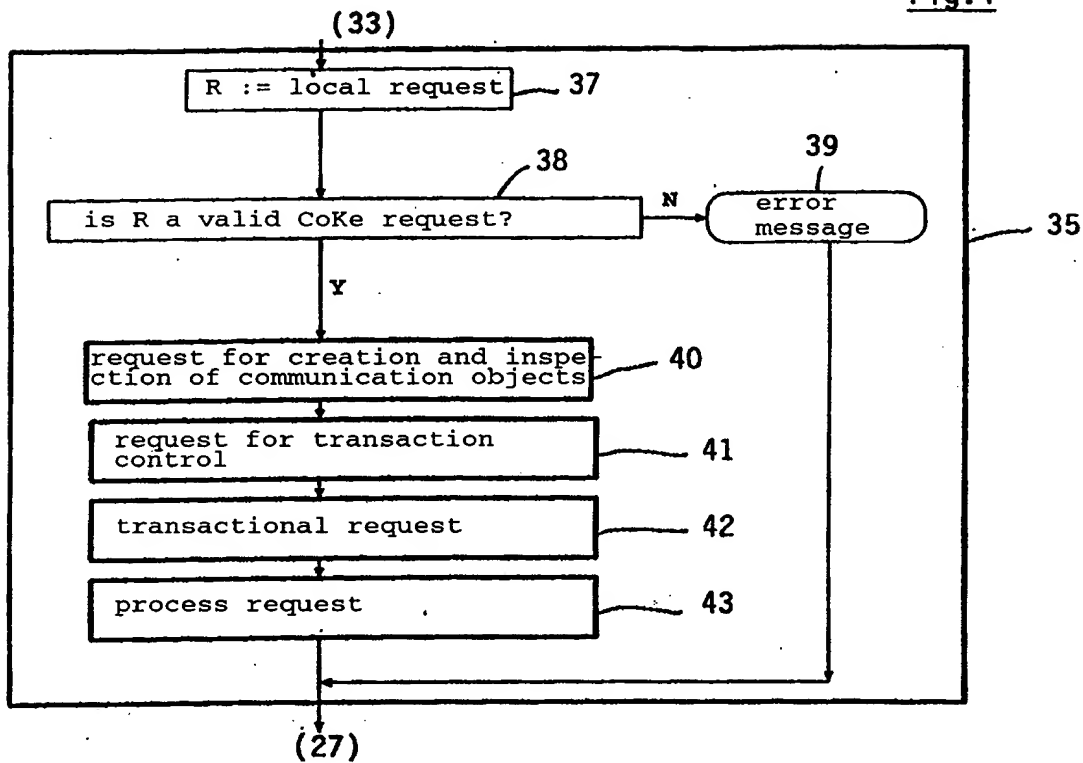 (33)
R := local request
37
38
39
is R a valid CoKe request?
N
error
message
35
Y
request for creation and inspe-
ction of communication objects
40
request for transaction
control
41
transactional request
42
process request
43
(27)